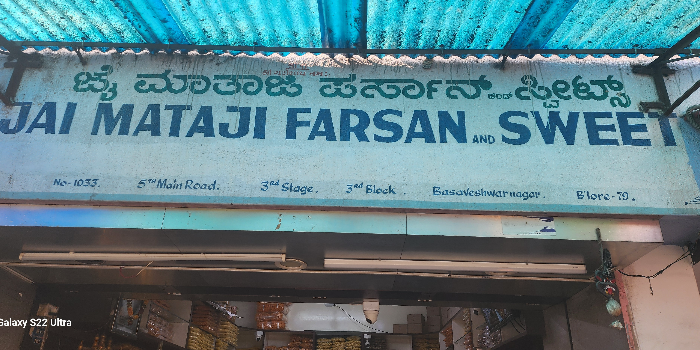 ಜೈ ಮಾತಾಜಿ ಫರ್ಸಾನ್ ಅಂಡ್ ಸ್ವೀಟ್ಸ್
JAI MATAJI FARSAN AND SWEET
No-1033. 5TH Main Road. 3rd Stage. 3rd Block Basaveshwarnagar. B'lore-79.
Galaxy S22 Ultra